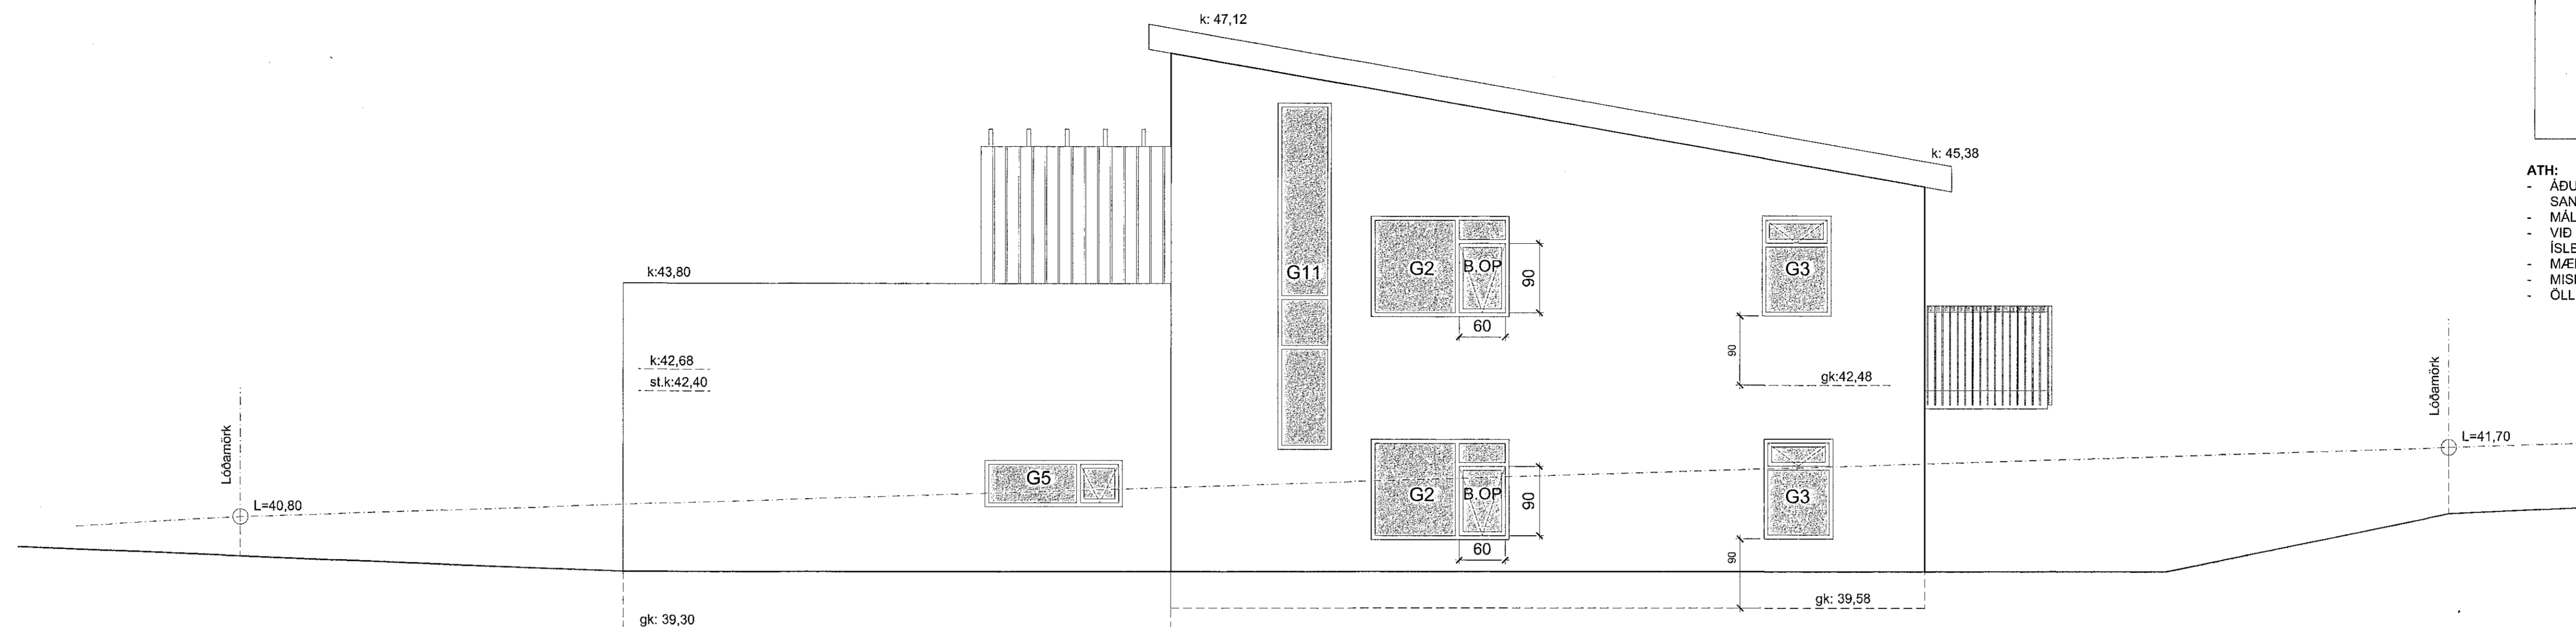 k: 47,12
k: 45,38
ATH:
-
-
-
- VIÐ
-
-
-
k:43,80
G11
G2
B.OP
90
60
G3
90
gk:42,48
k:42,68
st.k:42,40
Lóðamörk
L=40,80
G5
G2
B.OP
90
60
G3
90
Lóðamörk
L=41,70
gk: 39,58
gk: 39,30